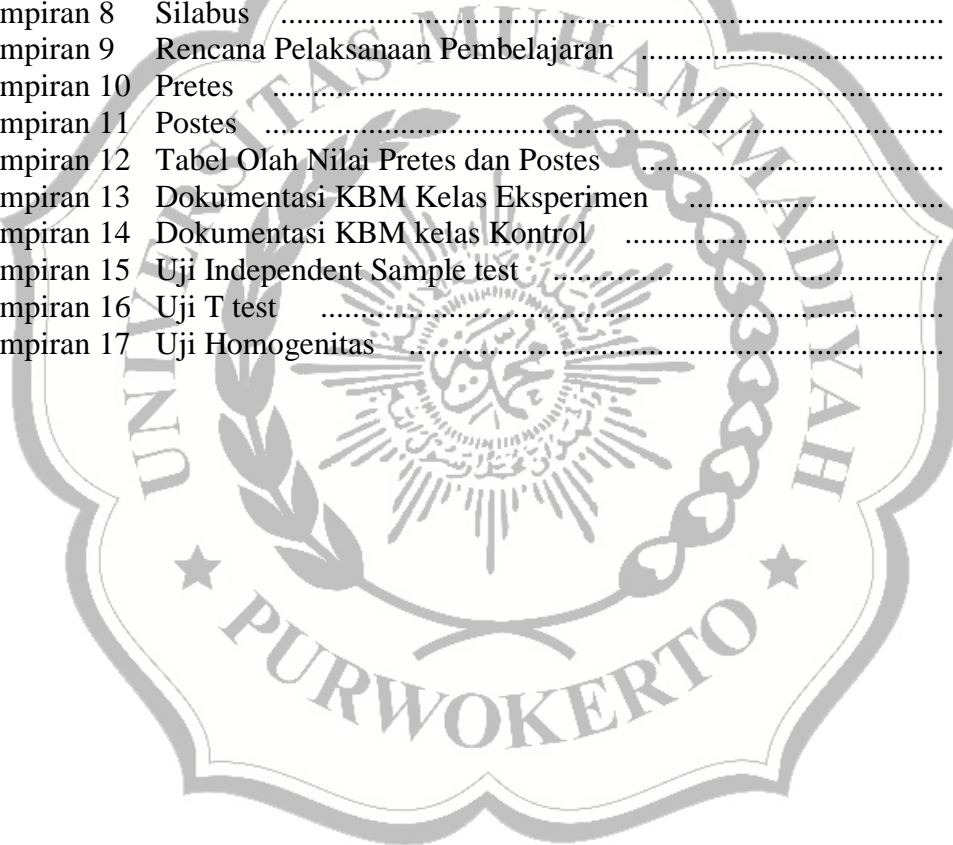 mpiran 8 Silabus ................................................................................
mpiran 9 Rencana Pelaksanaan Pembelajaran ....................................
mpiran 10 Pretes ................................................................................
mpiran 11 Postes .................................................................................
mpiran 12 Tabel Olah Nilai Pretes dan Postes ....................................
mpiran 13 Dokumentasi KBM Kelas Eksperimen ..............................
mpiran 14 Dokumentasi KBM kelas Kontrol ......................................
mpiran 15 Uji Independent Sample test ...............................................
mpiran 16 Uji T test ...........................................................................
mpiran 17 Uji Homogenitas ................................................................
UNIVERSITAS MUHAMMADIYAH
PURWOKERTO